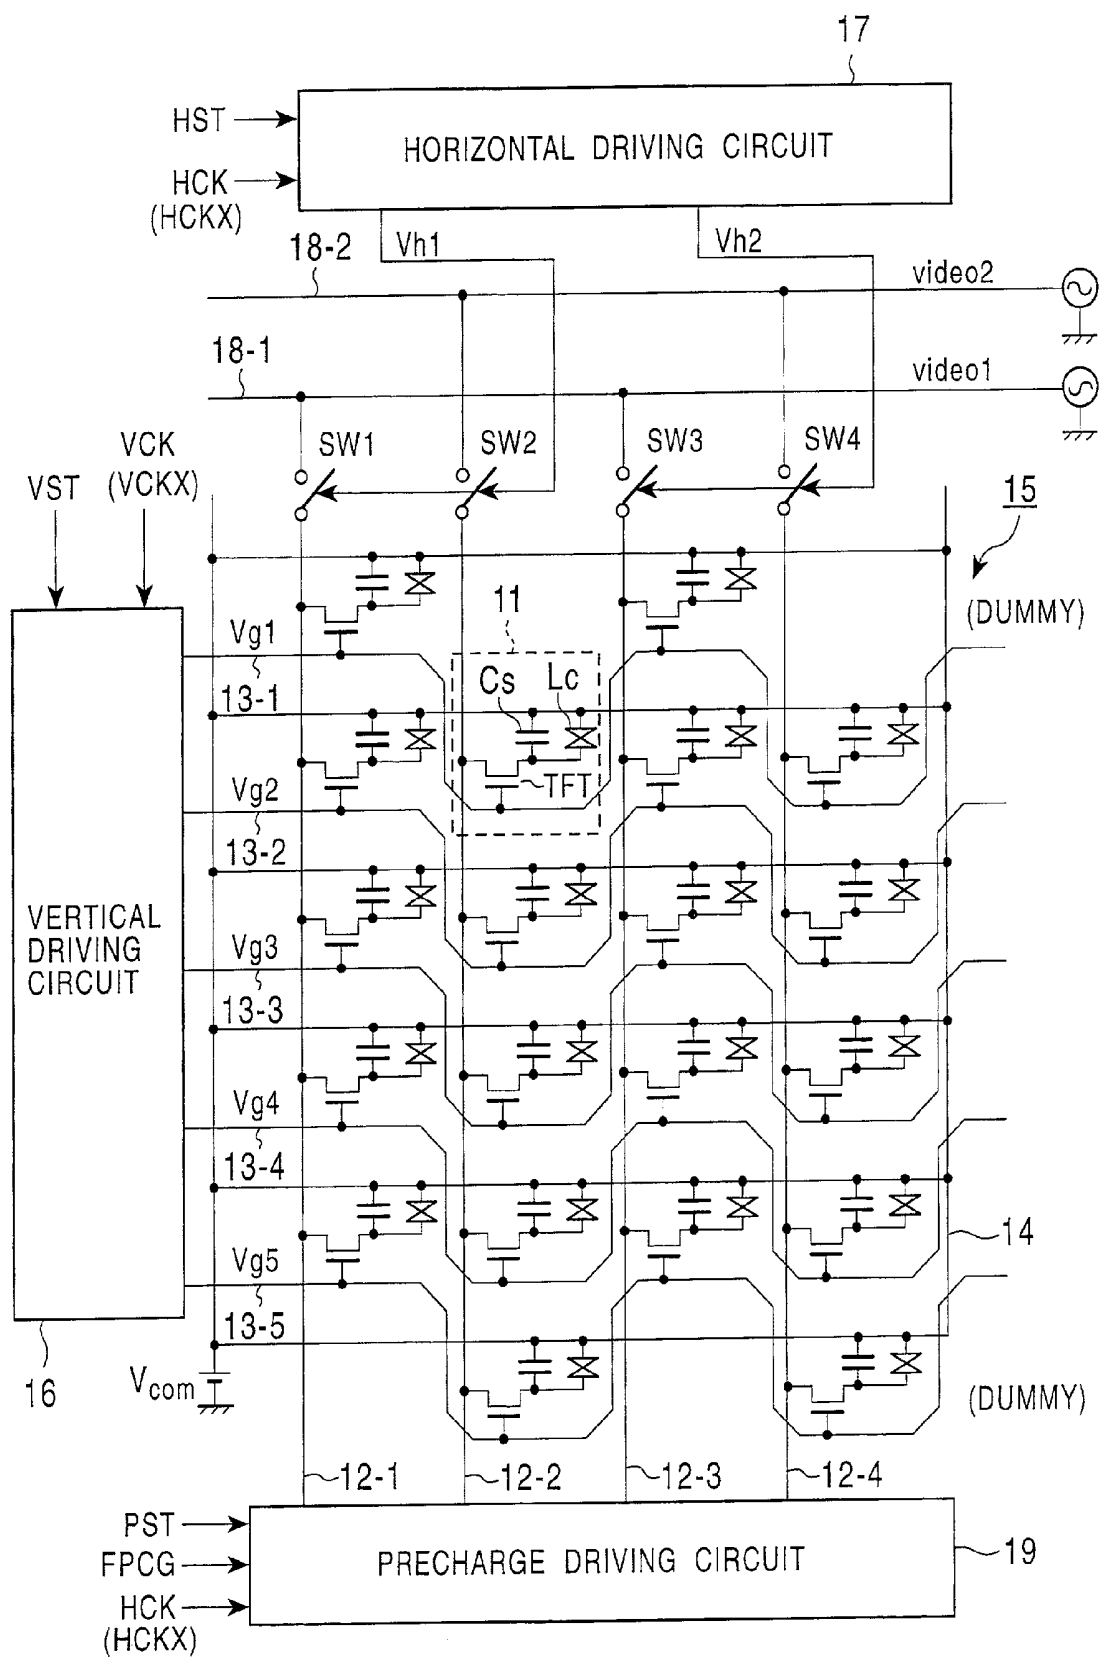 17
HST
HORIZONTAL DRIVING CIRCUIT
HCK
(HCKX)
18-2
Vh1
Vh2
video2
18-1
video1
VCK
(VCKX)
VST
SW1
SW2
SW3
SW4
15
(DUMMY)
11
Vg1
13-1
Cs
Lc
TFT
Vg2
13-2
VERTICAL
DRIVING
CIRCUIT
Vg3
13-3
Vg4
13-4
14
Vg5
13-5
16
Vcom
(DUMMY)
12-1
12-2
12-3
12-4
PST
FPCG
HCK
(HCKX)
PRECHARGE DRIVING CIRCUIT
19